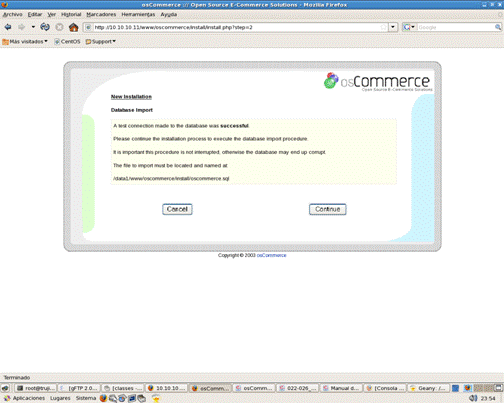 osCommerce :: Open Source E-Commerce Solutions - Mozilla Firefox
Archivo Editar Ver Historial Marcadores Herramientas Ayuda
http://10.10.10.11/www/oscommerce/install/install.php?step=2
Google
Más visitados CentOS Support
osCommerce
Open Source E-Commerce Solutions
New Installation
Database Import
A test connection made to the database was successful.
Please continue the installation process to execute the database import procedure.
It is important this procedure is not interrupted, otherwise the database may end up corrupt.
The file to import must be located and named at:
/data1/www/oscommerce/install/oscommerce.sql
Cancel Continue
Copyright © 2003 osCommerce
Terminado
root@truji... [gFTP 2.0... [classes -... 10.10.10... osComm... osComm... 022-026_... Manual d... [Consola ... Geany: /...
Aplicaciones Lugares Sistema 23:54